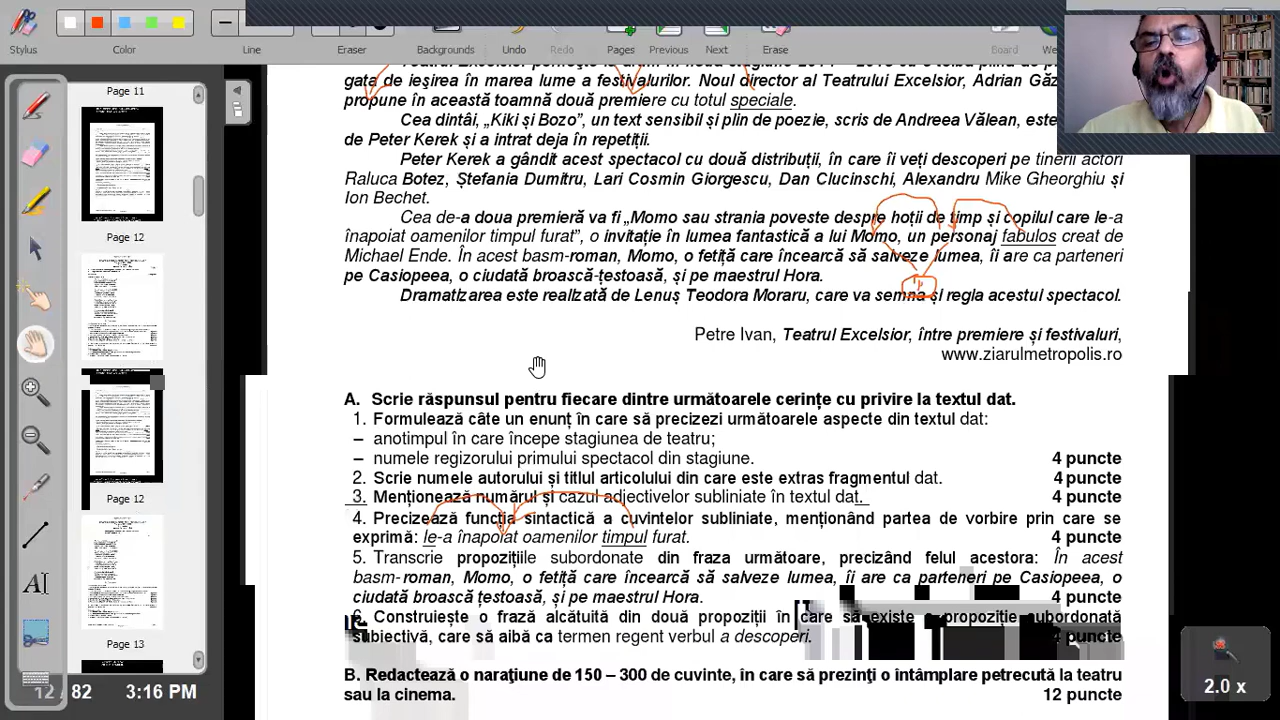 Stylus
Color
Line
Eraser
Backgrounds
Undo
Redo
Pages
Previous
Next
Erase
Board
Page 11
Page 12
Page 12
Page 13
12 / 82
3:16 PM
gata de ieşirea în marea lume a festivalurilor. Noul director al Teatrului Excelsior, Adrian
propune în această toamnă două premiere cu totul speciale.
Cea dintâi, „Kiki şi Bozo”, un text sensibil şi plin de poezie, scris de Andreea Vălean, este
de Peter Kerek şi a intrat deja în repetiţii.
Peter Kerek a gândit acest spectacol cu două distribuţii, în care îi veţi descoperi pe tinerii actori
Raluca Botez, Ştefania Dumitru, Lari Cosmin Giorgescu, Dan Clucinschi, Alexandru Mike Gheorghiu şi
Ion Bechet.
Cea de-a doua premieră va fi „Momo sau strania poveste despre hoţii de timp şi copilul care le-a
înapoiat oamenilor timpul furat”, o invitaţie în lumea fantastică a lui Momo, un personaj fabulos creat de
Michael Ende. În acest basm-roman, Momo, o fetiţă care încearcă să salveze lumea, îi are ca parteneri
pe Casiopeea, o ciudată broască-ţestoasă, şi pe maestrul Hora.
Dramatizarea este realizată de Lenuş Teodora Moraru, care va semna şi regia acestui spectacol.
Petre Ivan, Teatrul Excelsior, între premiere şi festivaluri,
www.ziarulmetropolis.ro
A. Scrie răspunsul pentru fiecare dintre următoarele cerinţe cu privire la textul dat.
1. Formulează câte un enunţ în care să precizezi următoarele aspecte din textul dat:
– anotimpul în care începe stagiunea de teatru;
– numele regizorului primului spectacol din stagiune. 4 puncte
2. Scrie numele autorului şi titlul articolului din care este extras fragmentul dat. 4 puncte
3. Menţionează numărul şi cazul adjectivelor subliniate în textul dat. 4 puncte
4. Precizează funcţia sintactică a cuvintelor subliniate, menţionând partea de vorbire prin care se
exprimă: le-a înapoiat oamenilor timpul furat. 4 puncte
5. Transcrie propoziţiile subordonate din fraza următoare, precizând felul acestora: În acest
basm-roman, Momo, o fetiţă care încearcă să salveze lumea, îi are ca parteneri pe Casiopeea, o
ciudată broască ţestoasă, şi pe maestrul Hora. 4 puncte
6. Construieşte o frază alcătuită din două propoziţii în care să existe o propoziţie subordonată
subiectivă, care să aibă ca termen regent verbul a descoperi. 4 puncte
B. Redactează o naraţiune de 150 – 300 de cuvinte, în care să prezinţi o întâmplare petrecută la teatru
sau la cinema. 12 puncte
2.0 x